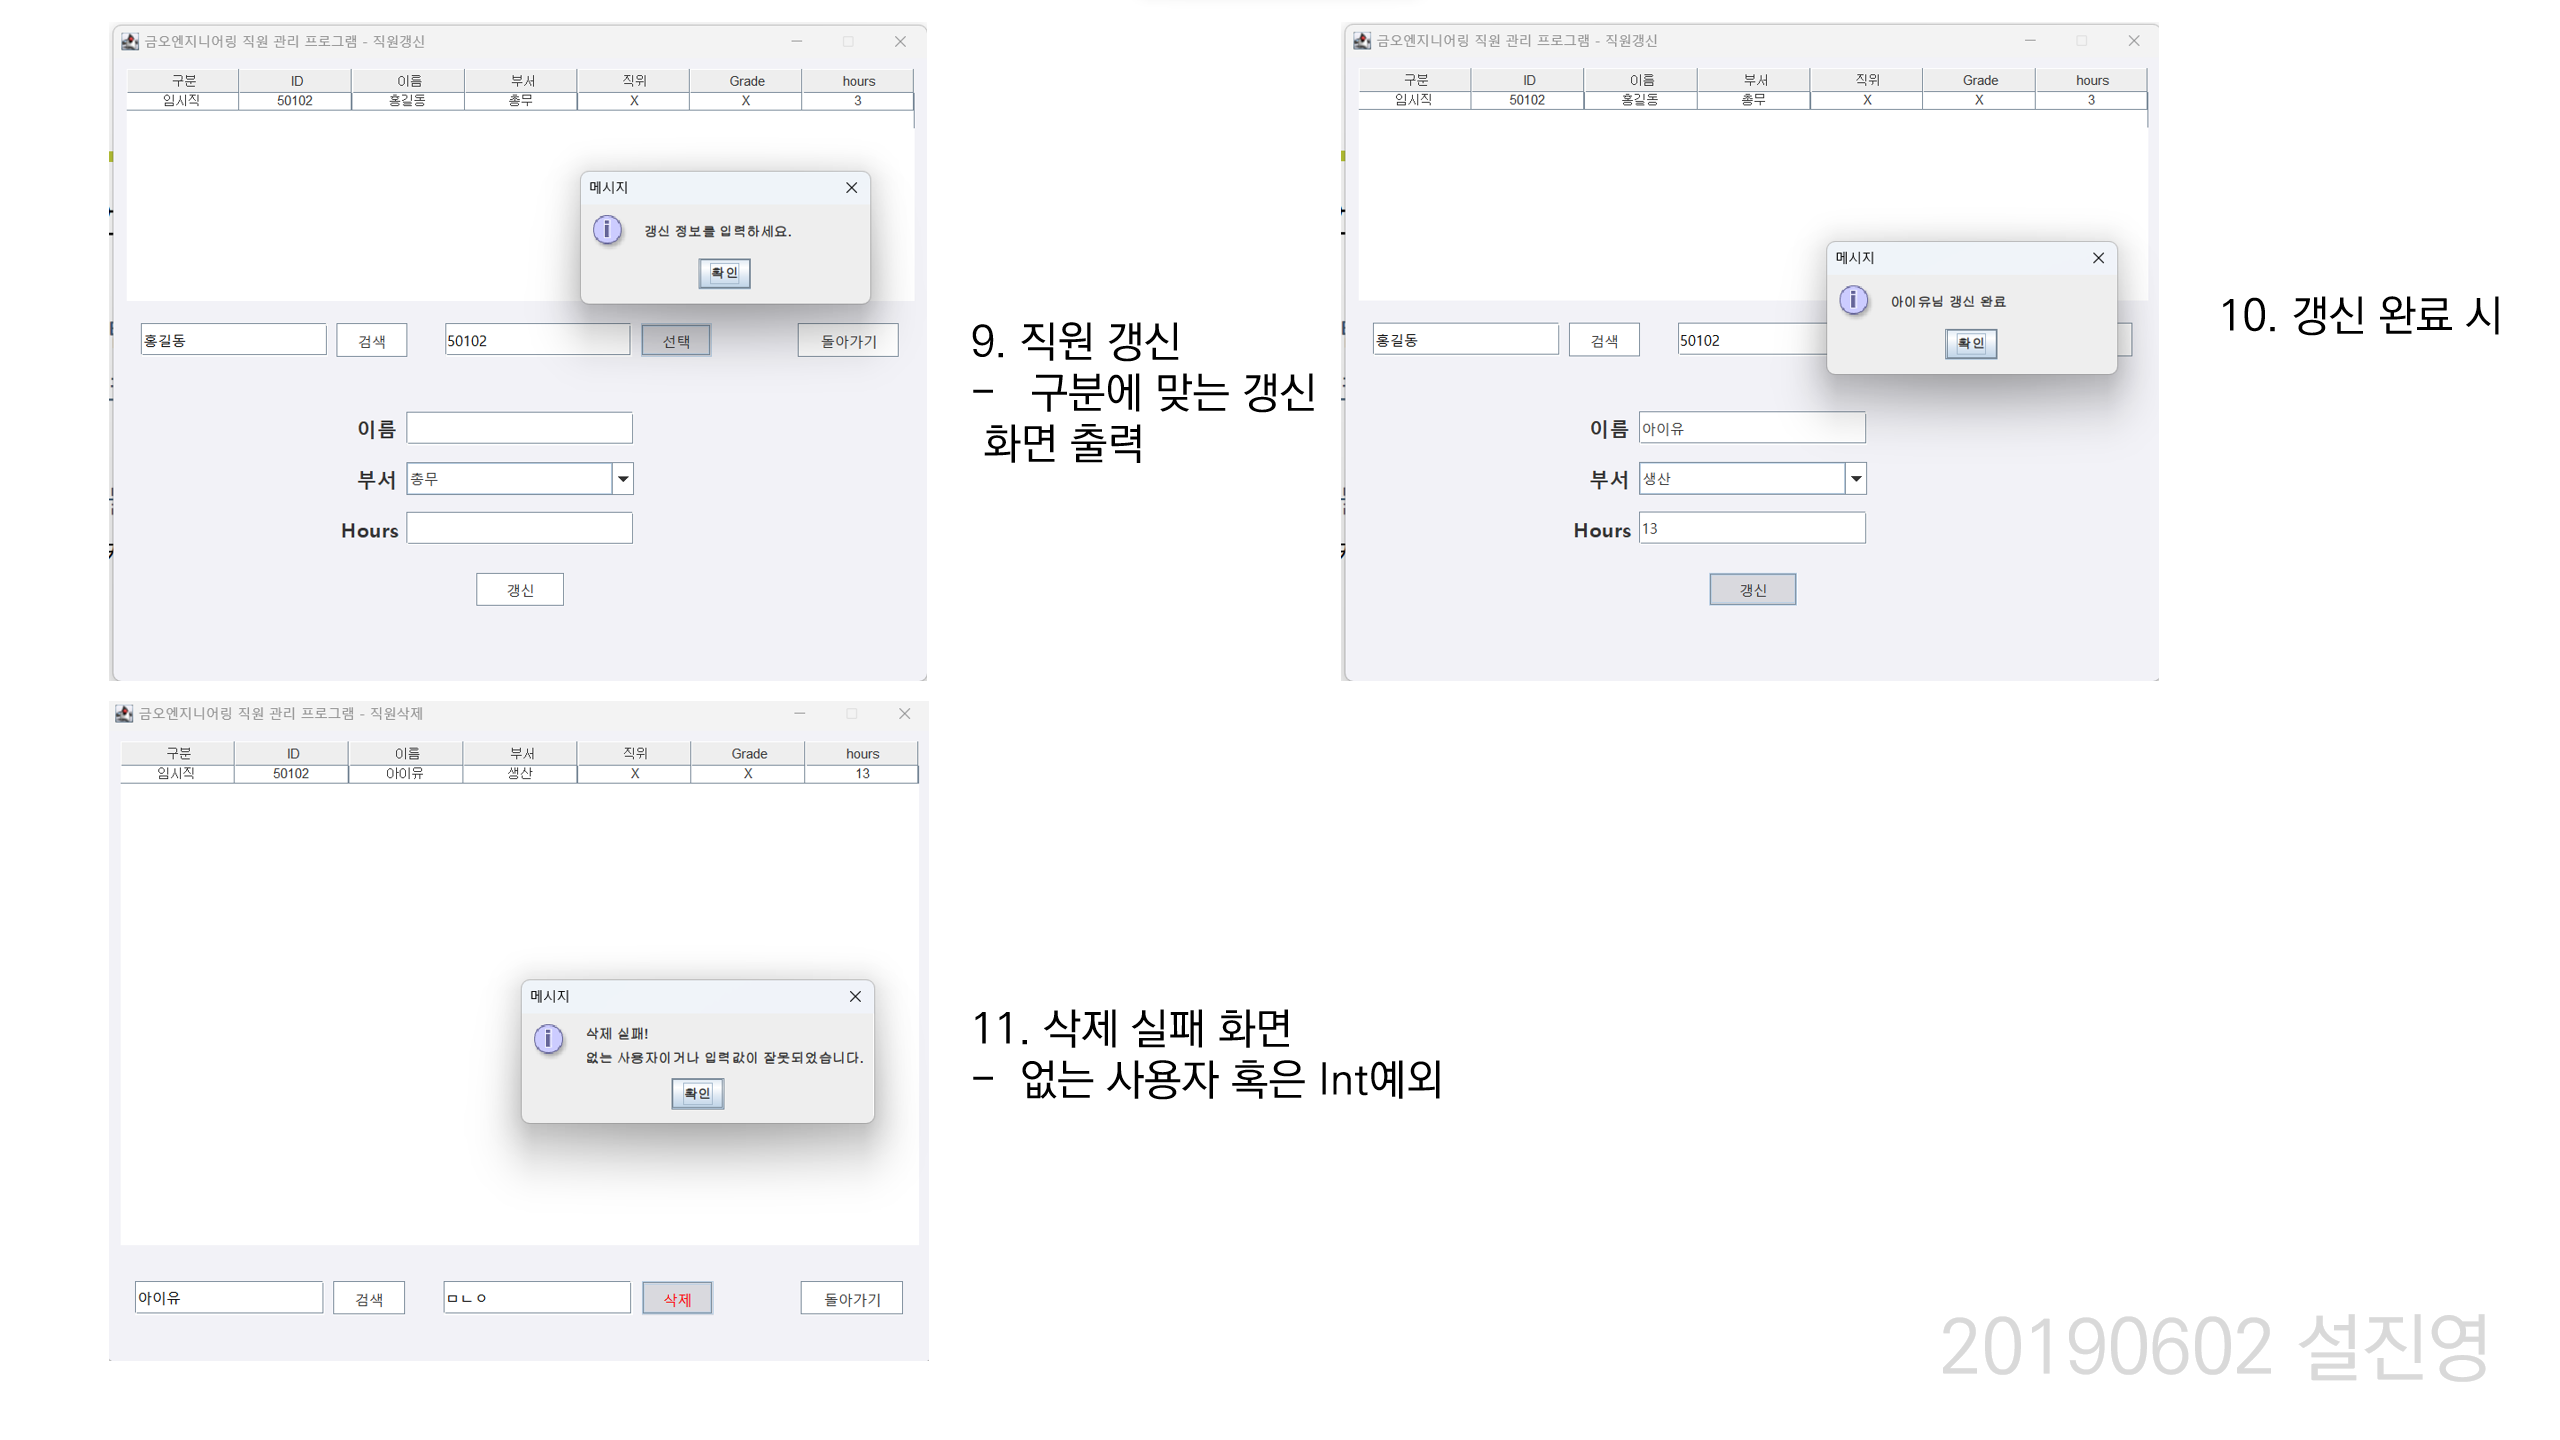 금오엔지니어링 직원 관리 프로그램 - 직원갱신
구분 ID 이름 부서 직위 Grade hours
임시직 50102 홍길동 총무 X X 3
메시지
갱신 정보를 입력하세요.
확인
홍길동 검색 50102 선택 돌아가기
이름
부서 총무
Hours
갱신
9. 직원 갱신
- 구분에 맞는 갱신
화면 출력
금오엔지니어링 직원 관리 프로그램 - 직원갱신
구분 ID 이름 부서 직위 Grade hours
임시직 50102 홍길동 총무 X X 3
메시지
아이유님 갱신 완료
확인
홍길동 검색 50102
이름 아이유
부서 생산
Hours 13
갱신
10. 갱신 완료 시
금오엔지니어링 직원 관리 프로그램 - 직원삭제
구분 ID 이름 부서 직위 Grade hours
임시직 50102 아이유 생산 X X 13
메시지
삭제 실패!
없는 사용자이거나 입력값이 잘못되었습니다.
확인
아이유 검색 ㅁㄴㅇ 삭제 돌아가기
11. 삭제 실패 화면
- 없는 사용자 혹은 Int예외
20190602 설진영